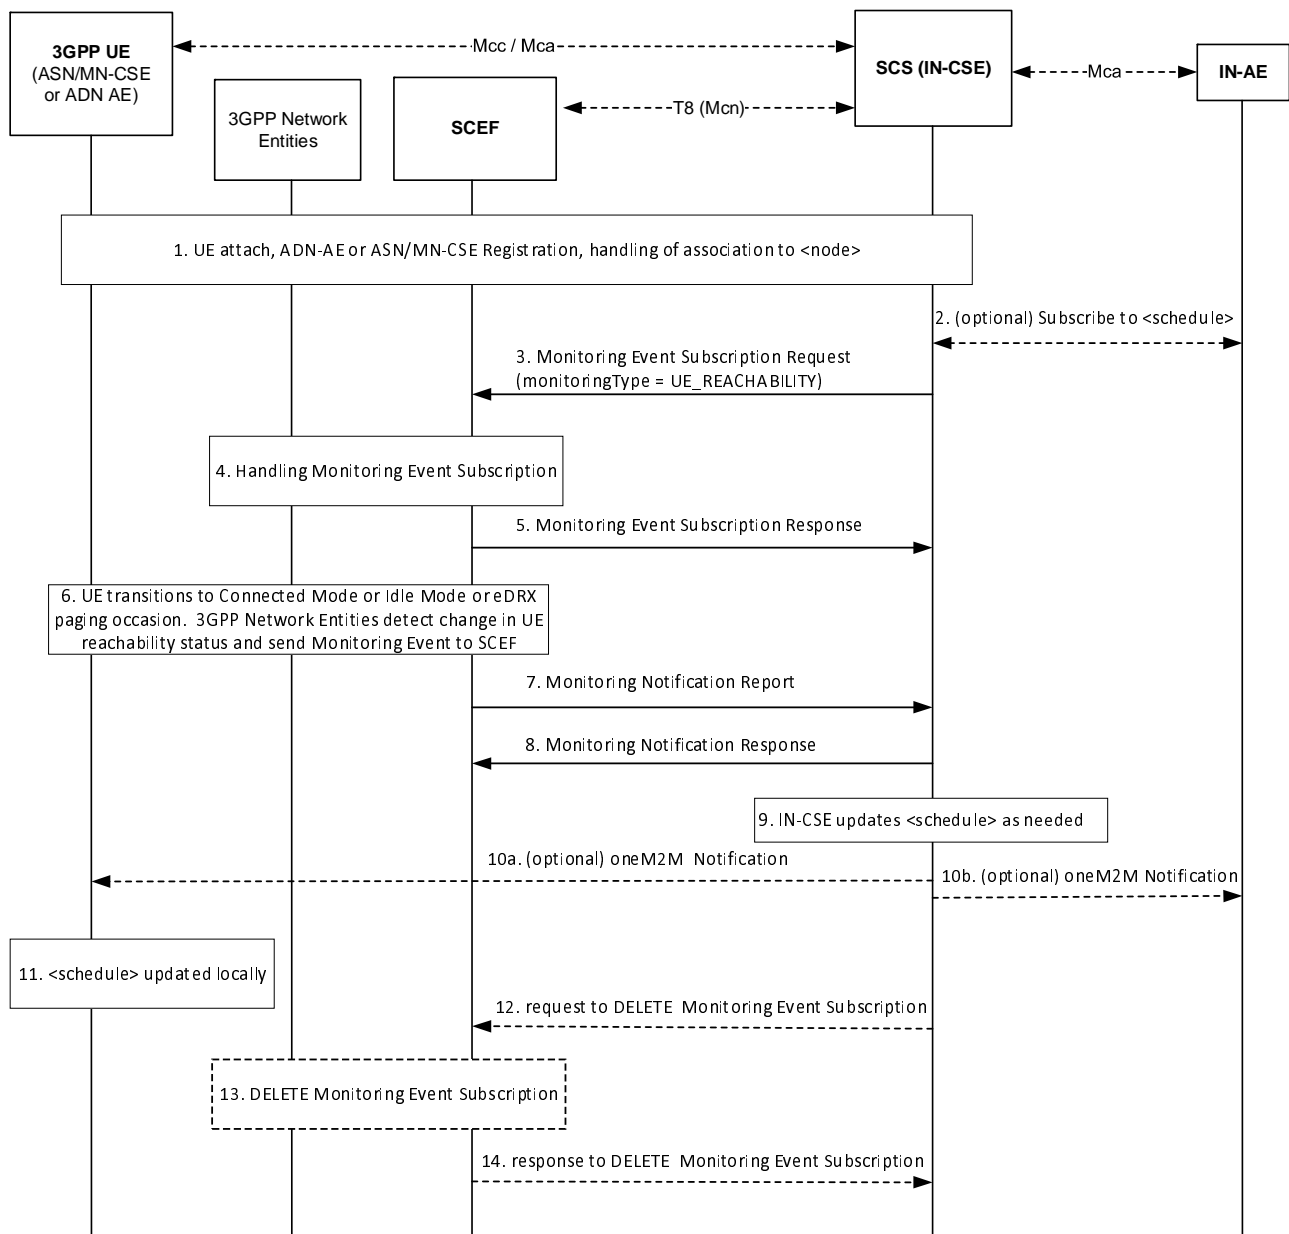 3GPP UE
(ASN/MN-CSE
or ADN AE)
Mcc / Mca
SCS (IN-CSE)
Mca
IN-AE
3GPP Network
Entities
SCEF
T8 (Mcn)
1. UE attach, ADN-AE or ASN/MN-CSE Registration, handling of association to <node>
2. (optional) Subscribe to <schedule>
3. Monitoring Event Subscription Request
(monitoringType = UE_REACHABILITY)
4. Handling Monitoring Event Subscription
5. Monitoring Event Subscription Response
6. UE transitions to Connected Mode or Idle Mode or eDRX
paging occasion. 3GPP Network Entities detect change in UE
reachability status and send Monitoring Event to SCEF
7. Monitoring Notification Report
8. Monitoring Notification Response
9. IN-CSE updates <schedule> as needed
10a. (optional) oneM2M Notification
10b. (optional) oneM2M Notification
11. <schedule> updated locally
12. request to DELETE Monitoring Event Subscription
13. DELETE Monitoring Event Subscription
14. response to DELETE Monitoring Event Subscription